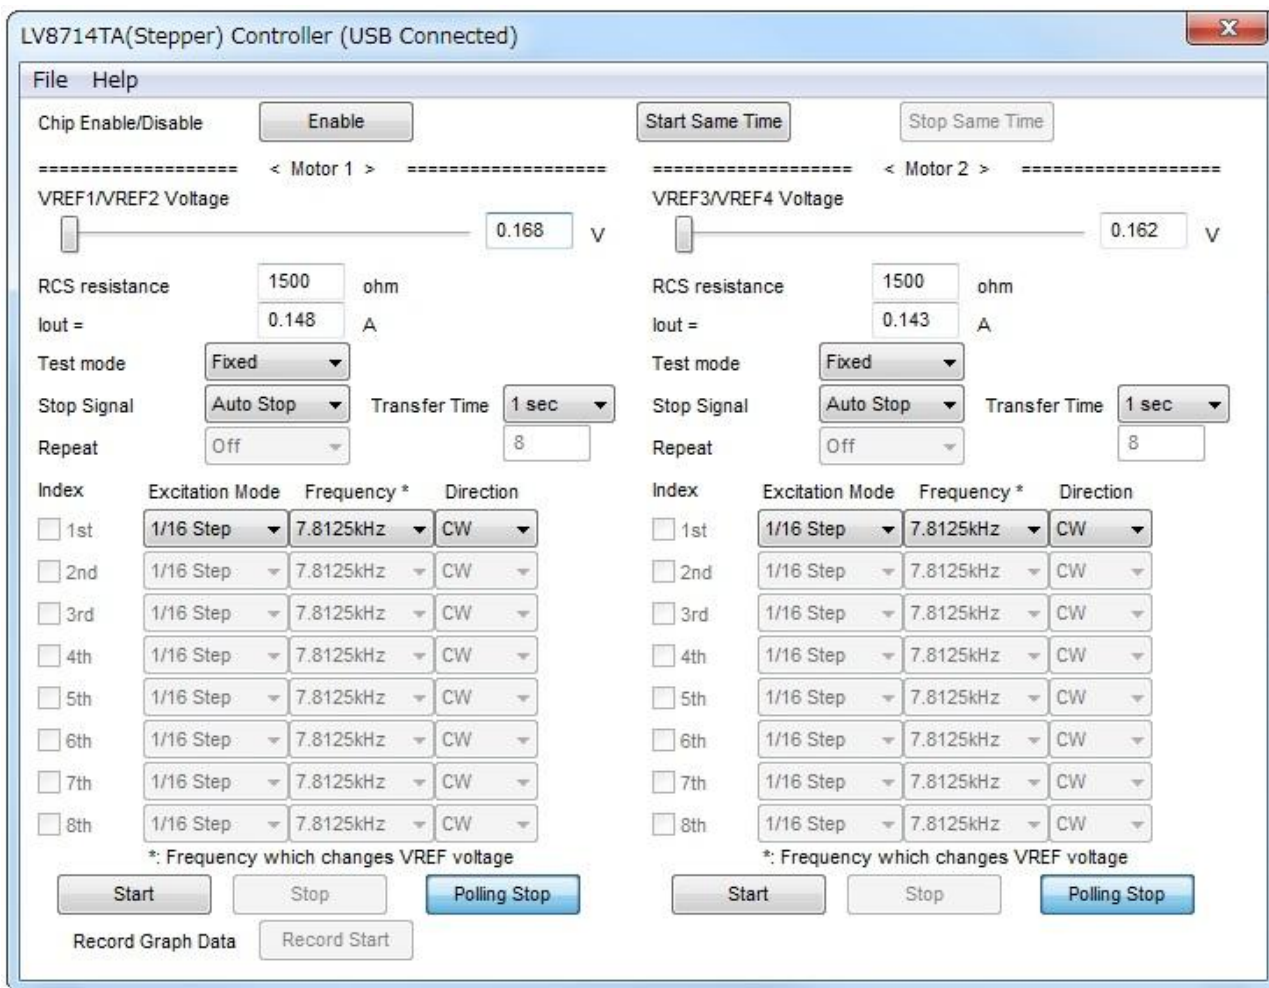 LV8714TA(Stepper) Controller (USB Connected)
File Help
Chip Enable/Disable Enable Start Same Time Stop Same Time
=================== < Motor 1 > =================== =================== < Motor 2 > ===================
VREF1/VREF2 Voltage VREF3/VREF4 Voltage
0.168 V 0.162 V
RCS resistance 1500 ohm RCS resistance 1500 ohm
Iout = 0.148 A Iout = 0.143 A
Test mode Fixed Test mode Fixed
Stop Signal Auto Stop Transfer Time 1 sec Stop Signal Auto Stop Transfer Time 1 sec
Repeat Off 8 Repeat Off 8
Index Excitation Mode Frequency * Direction Index Excitation Mode Frequency * Direction
1st 1/16 Step 7.8125kHz CW 1st 1/16 Step 7.8125kHz CW
2nd 1/16 Step 7.8125kHz CW 2nd 1/16 Step 7.8125kHz CW
3rd 1/16 Step 7.8125kHz CW 3rd 1/16 Step 7.8125kHz CW
4th 1/16 Step 7.8125kHz CW 4th 1/16 Step 7.8125kHz CW
5th 1/16 Step 7.8125kHz CW 5th 1/16 Step 7.8125kHz CW
6th 1/16 Step 7.8125kHz CW 6th 1/16 Step 7.8125kHz CW
7th 1/16 Step 7.8125kHz CW 7th 1/16 Step 7.8125kHz CW
8th 1/16 Step 7.8125kHz CW 8th 1/16 Step 7.8125kHz CW
*: Frequency which changes VREF voltage *: Frequency which changes VREF voltage
Start Stop Polling Stop Start Stop Polling Stop
Record Graph Data Record Start